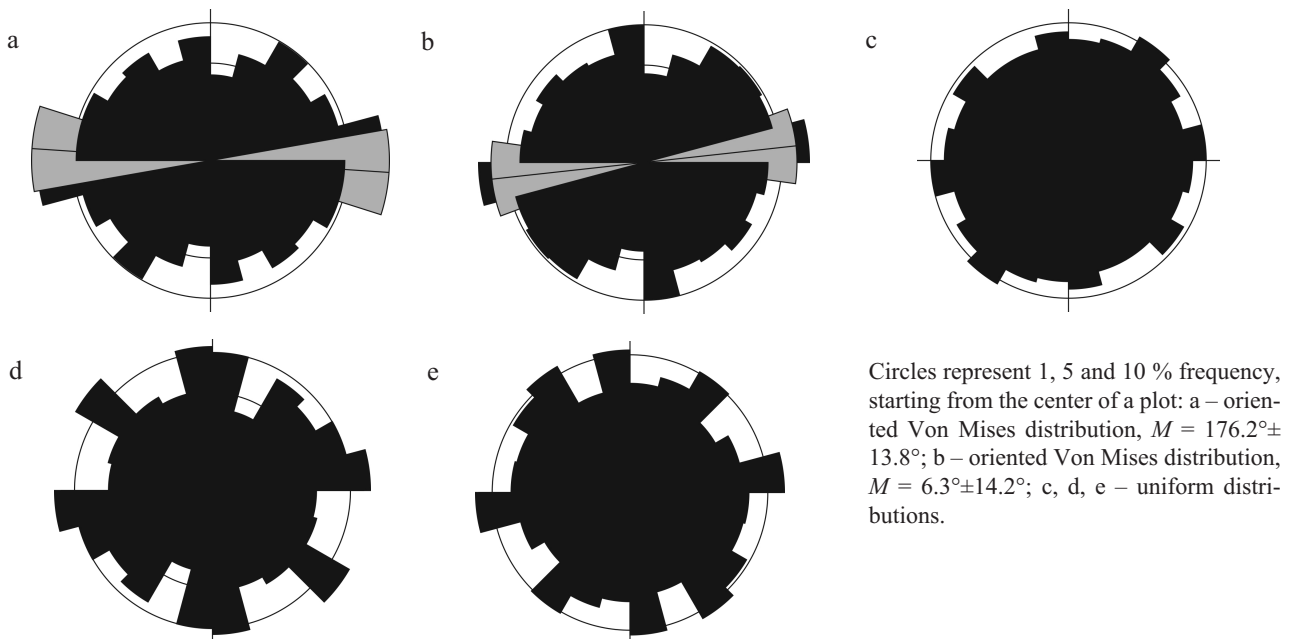 a
b
c
d
e
Circles represent 1, 5 and 10 % frequency,
starting from the center of a plot: a – orien-
ted Von Mises distribution, M = 176.2°±
13.8°; b – oriented Von Mises distribution,
M = 6.3°±14.2°; c, d, e – uniform distri-
butions.